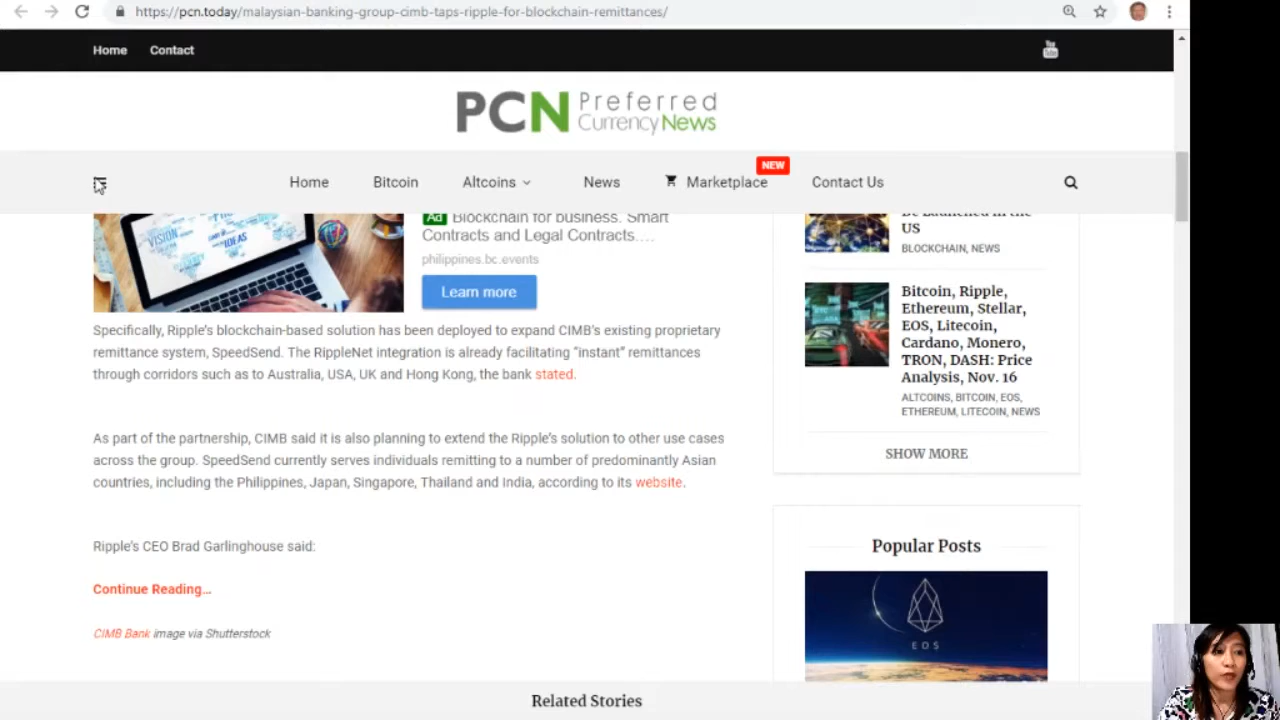 https://pcn.today/malaysian-banking-group-cimb-taps-ripple-for-blockchain-remittances/
Home Contact
You Tube
PCN Preferred
Currency News
Home Bitcoin Altcoins News Marketplace NEW Contact Us
VISION
IDEAS
Ad Blockchain for business. Smart
Contracts and Legal Contracts....
philippines.bc.events
Learn more
Specifically, Ripple's blockchain-based solution has been deployed to expand CIMB's existing proprietary
remittance system, SpeedSend. The RippleNet integration is already facilitating "instant" remittances
through corridors such as to Australia, USA, UK and Hong Kong, the bank stated.
As part of the partnership, CIMB said it is also planning to extend the Ripple's solution to other use cases
across the group. SpeedSend currently serves individuals remitting to a number of predominantly Asian
countries, including the Philippines, Japan, Singapore, Thailand and India, according to its website.
Ripple's CEO Brad Garlinghouse said:
Continue Reading...
CIMB Bank image via Shutterstock
Be Launched in the
US
BLOCKCHAIN, NEWS
Bitcoin, Ripple,
Ethereum, Stellar,
EOS, Litecoin,
Cardano, Monero,
TRON, DASH: Price
Analysis, Nov. 16
ALTCOINS, BITCOIN, EOS,
ETHEREUM, LITECOIN, NEWS
SHOW MORE
Popular Posts
EOS
Related Stories